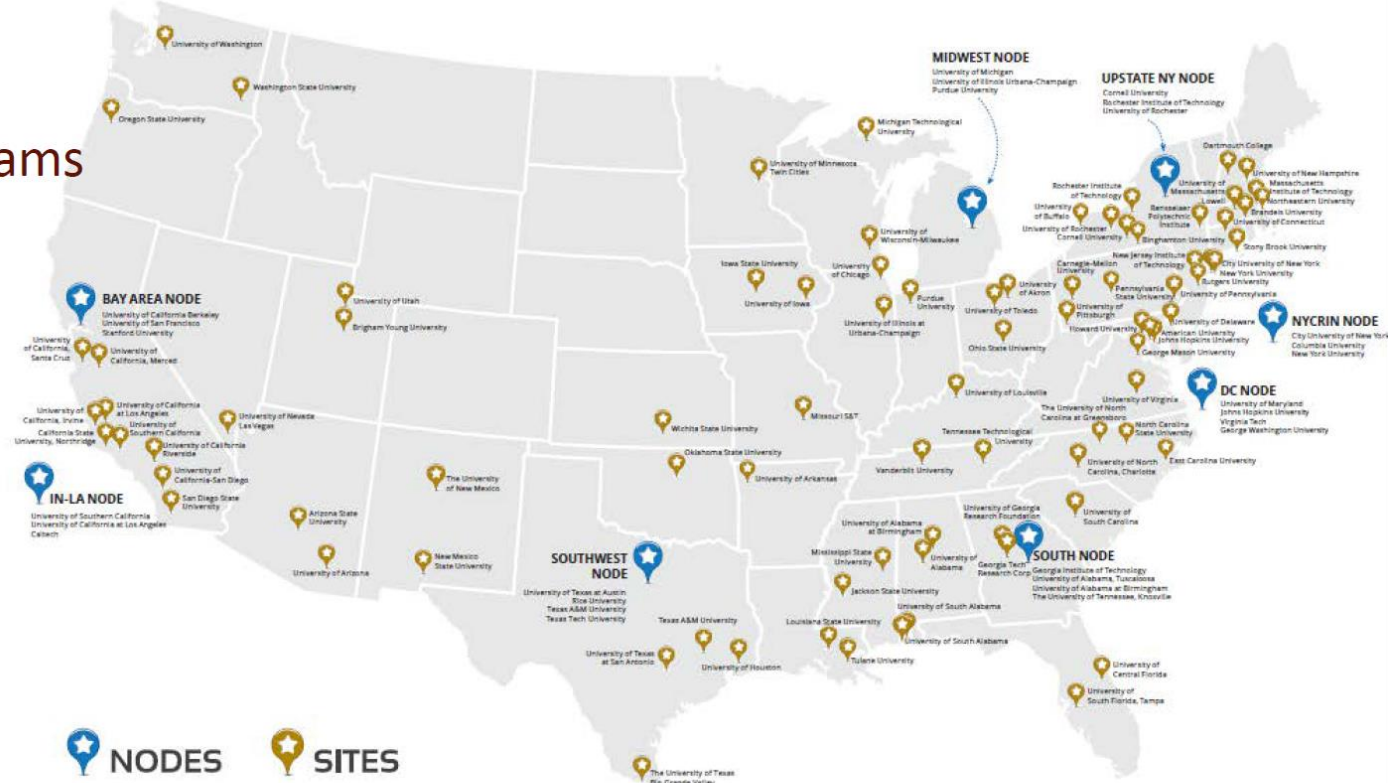 ams
University of Washington
Washington State University
Oregon State University
MIDWEST NODE
University of Michigan
University of Illinois Urbana-Champaign
Purdue University
UPSTATE NY NODE
Cornell University
Rochester Institute of Technology
University of Rochester
Michigan Technological
University
University of Minnesota
Twin Cities
Dartmouth College
University of New Hampshire
Massachusetts
Institute of Technology
Northeastern University
Brandeis University
University of Connecticut
University of
Massachusetts
Lowell
Rochester Institute
of Technology
University
of Buffalo
Rensselaer
Polytechnic
Institute
University of Rochester
Cornell University
Binghamton University
Stony Brook University
University of
Wisconsin-Milwaukee
Iowa State University
University
of Chicago
University of Iowa
Purdue
University
University of Illinois at
Urbana-Champaign
University
of Akron
University of Toledo
Ohio State University
Carnegie-Mellon
University
New Jersey Institute
of Technology
City University of New York
New York University
Rutgers University
Pennsylvania
State University
University of Pennsylvania
University of
Pittsburgh
Howard University
University of Delaware
American University
Johns Hopkins University
George Mason University
NYCRIN NODE
City University of New York
Columbia University
New York University
BAY AREA NODE
University of California Berkeley
University of San Francisco
Stanford University
University
of California,
Santa Cruz
University of
California, Merced
University of Utah
Brigham Young University
DC NODE
University of Maryland
Johns Hopkins University
Virginia Tech
George Washington University
University of
California, Irvine
University of California
at Los Angeles
California State
University, Northridge
University of
Southern California
University of California
Riverside
University of Nevada
Las Vegas
University of
California-San Diego
San Diego State
University
IN-LA NODE
University of Southern California
University of California at Los Angeles
Caltech
Wichita State University
Missouri S&T
University of Louisville
University of Virginia
The University of North
Carolina at Greensboro
North Carolina
State University
Tennessee Technological
University
Vanderbilt University
University of North
Carolina, Charlotte
East Carolina University
Oklahoma State University
University of Arkansas
The University
of New Mexico
Arizona State
University
University of Arizona
New Mexico
State University
University of
South Carolina
University of Georgia
Research Foundation
University of Alabama
at Birmingham
Mississippi State
University
University of
Alabama
Georgia Tech
Research Corp
SOUTH NODE
Georgia Institute of Technology
University of Alabama, Tuscaloosa
University of Alabama at Birmingham
The University of Tennessee, Knoxville
SOUTHWEST
NODE
University of Texas at Austin
Rice University
Texas A&M University
Texas Tech University
Jackson State University
University of South Alabama
Texas A&M University
Louisiana State University
University of South Alabama
University of Texas
at San Antonio
University of Houston
Tulane University
University of
Central Florida
University of
South Florida, Tampa
NODES
SITES
The University of Texas
Rio Grande Valley